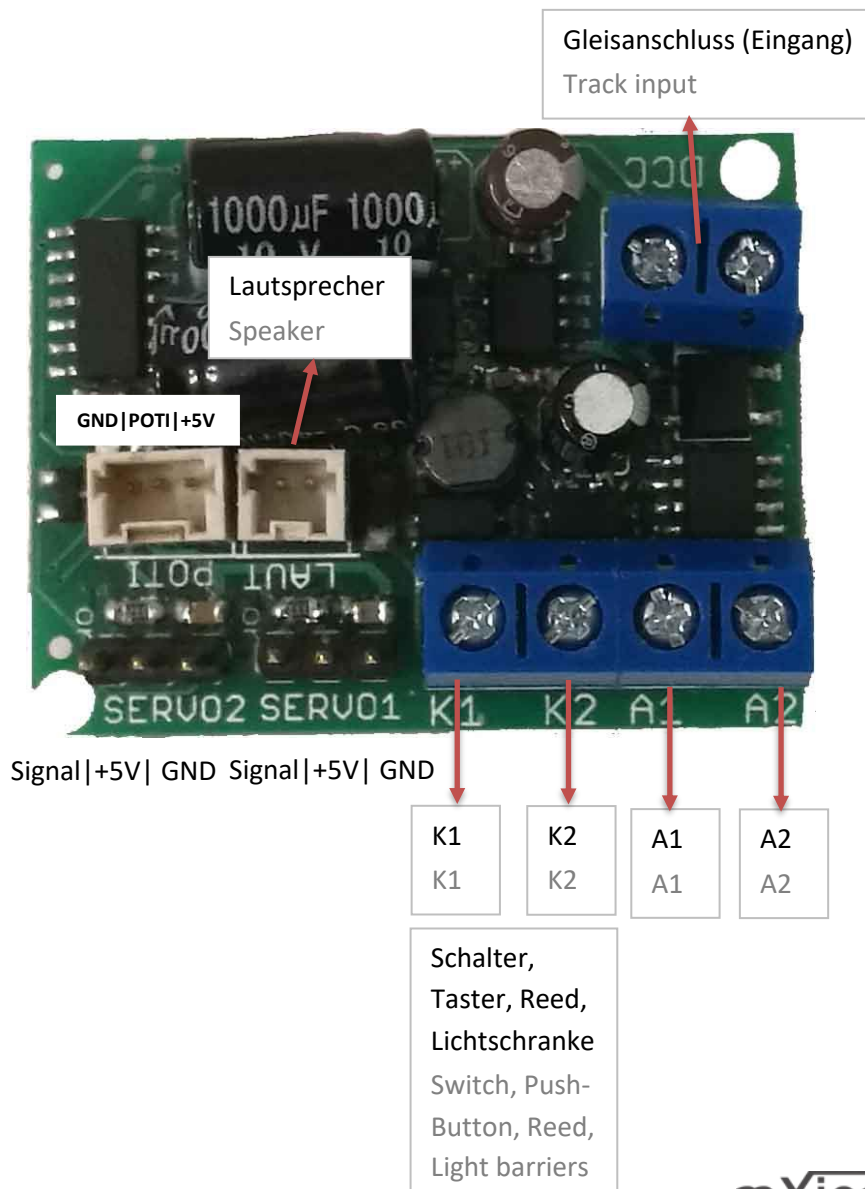 Gleisanschluss (Eingang)
Track input
DCC
1000µF 1000
10 V 10
Lautsprecher
Speaker
GND|POTI|+5V
POTI
LAUT
SERVO2 SERVO1 K1 K2 A1 A2
Signal|+5V| GND Signal|+5V| GND
K1
K1
K2
K2
A1
A1
A2
A2
Schalter,
Taster, Reed,
Lichtschranke
Switch, Push-
Button, Reed,
Light barriers